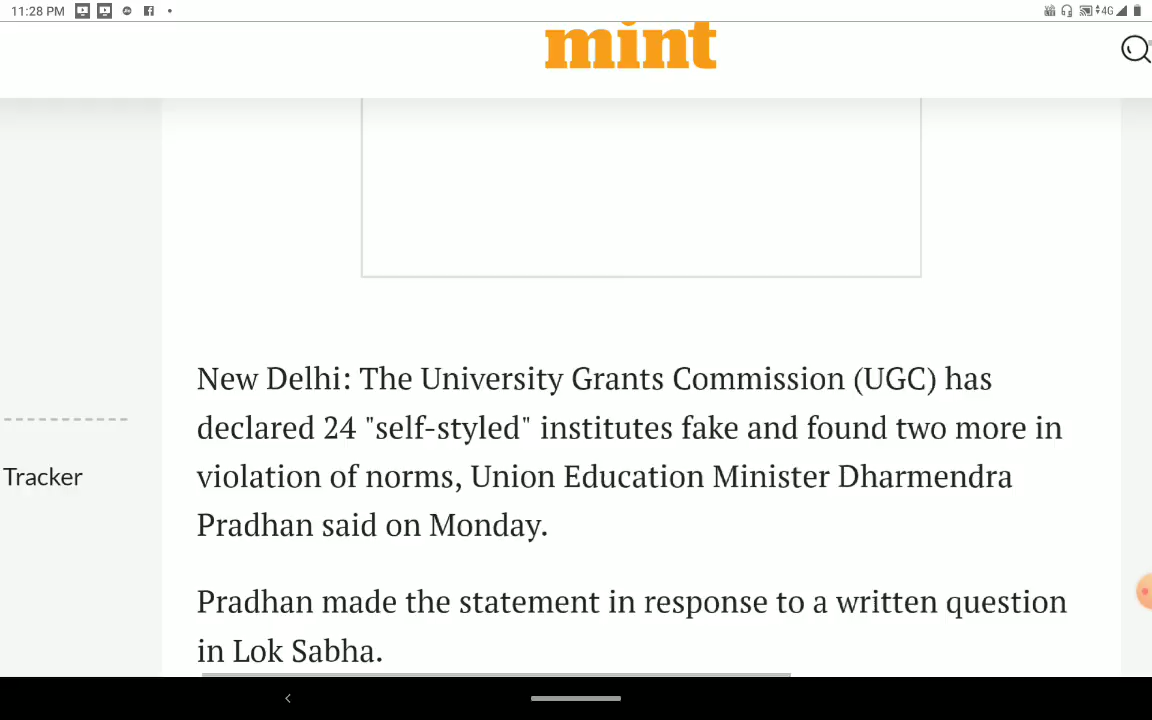 11:28 PM
4G
mint
New Delhi: The University Grants Commission (UGC) has
declared 24 "self-styled" institutes fake and found two more in
Tracker
violation of norms, Union Education Minister Dharmendra
Pradhan said on Monday.
Pradhan made the statement in response to a written question
in Lok Sabha.